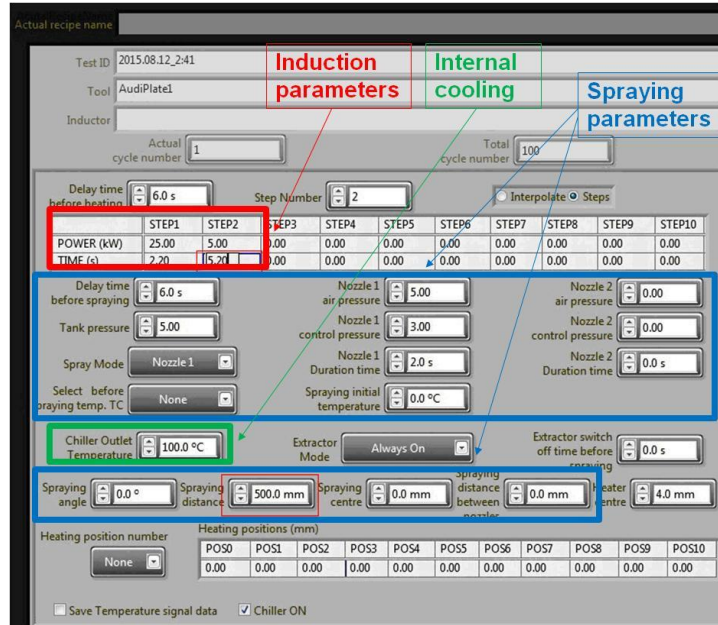 Actual recipe name
Test ID 2015.08.12_2:41
Induction parameters
Internal cooling
Tool AudiPlate1
Spraying parameters
Inductor
Actual cycle number 1
Total cycle number 100
Delay time before heating 6.0 s
Step Number 2
Interpolate Steps
STEP1 STEP2 STEP3 STEP4 STEP5 STEP6 STEP7 STEP8 STEP9 STEP10
POWER (kW) 25.00 5.00 0.00 0.00 0.00 0.00 0.00 0.00 0.00 0.00
TIME (s) 2.20 5.20 0.00 0.00 0.00 0.00 0.00 0.00 0.00
Delay time before spraying 6.0 s
Nozzle 1 air pressure 5.00
Nozzle 2 air pressure 0.00
Tank pressure 5.00
Nozzle 1 control pressure 3.00
Nozzle 2 control pressure 0.00
Spray Mode Nozzle 1
Nozzle 1 Duration time 2.0 s
Nozzle 2 Duration time 0.0 s
Select before praying temp. TC None
Spraying initial temperature 0.0 ºC
Chiller Outlet Temperature 100.0 ºC
Extractor Mode Always On
Extractor switch off time before spraying 0.0 s
Spraying angle 0.0 º
Spraying distance 500.0 mm
Spraying centre 0.0 mm
Spraying distance between nozzles 0.0 mm
Heater centre 4.0 mm
Heating position number None
Heating positions (mm)
POS0 POS1 POS2 POS3 POS4 POS5 POS6 POS7 POS8 POS9 POS10
0.00 0.00 0.00 0.00 0.00 0.00 0.00 0.00 0.00 0.00 0.00
Save Temperature signal data
Chiller ON